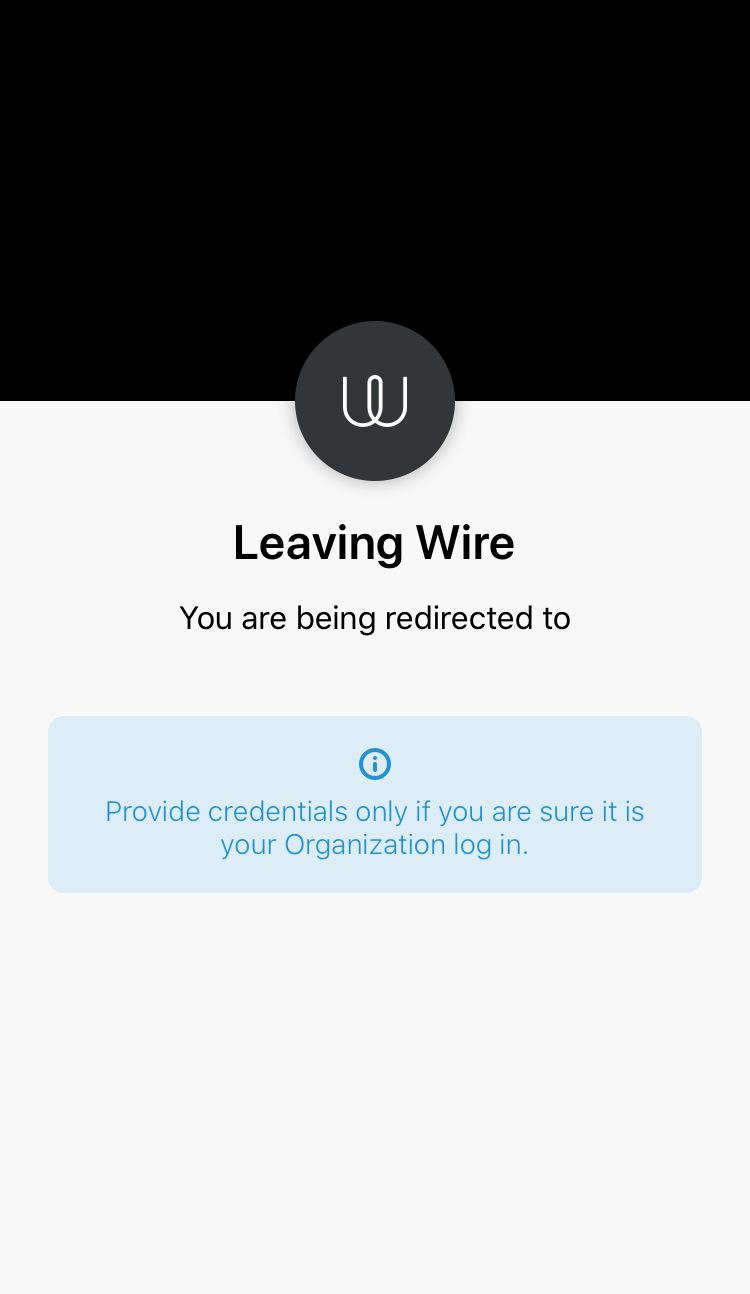 Leaving Wire
You are being redirected to
Provide credentials only if you are sure it is
your Organization log in.